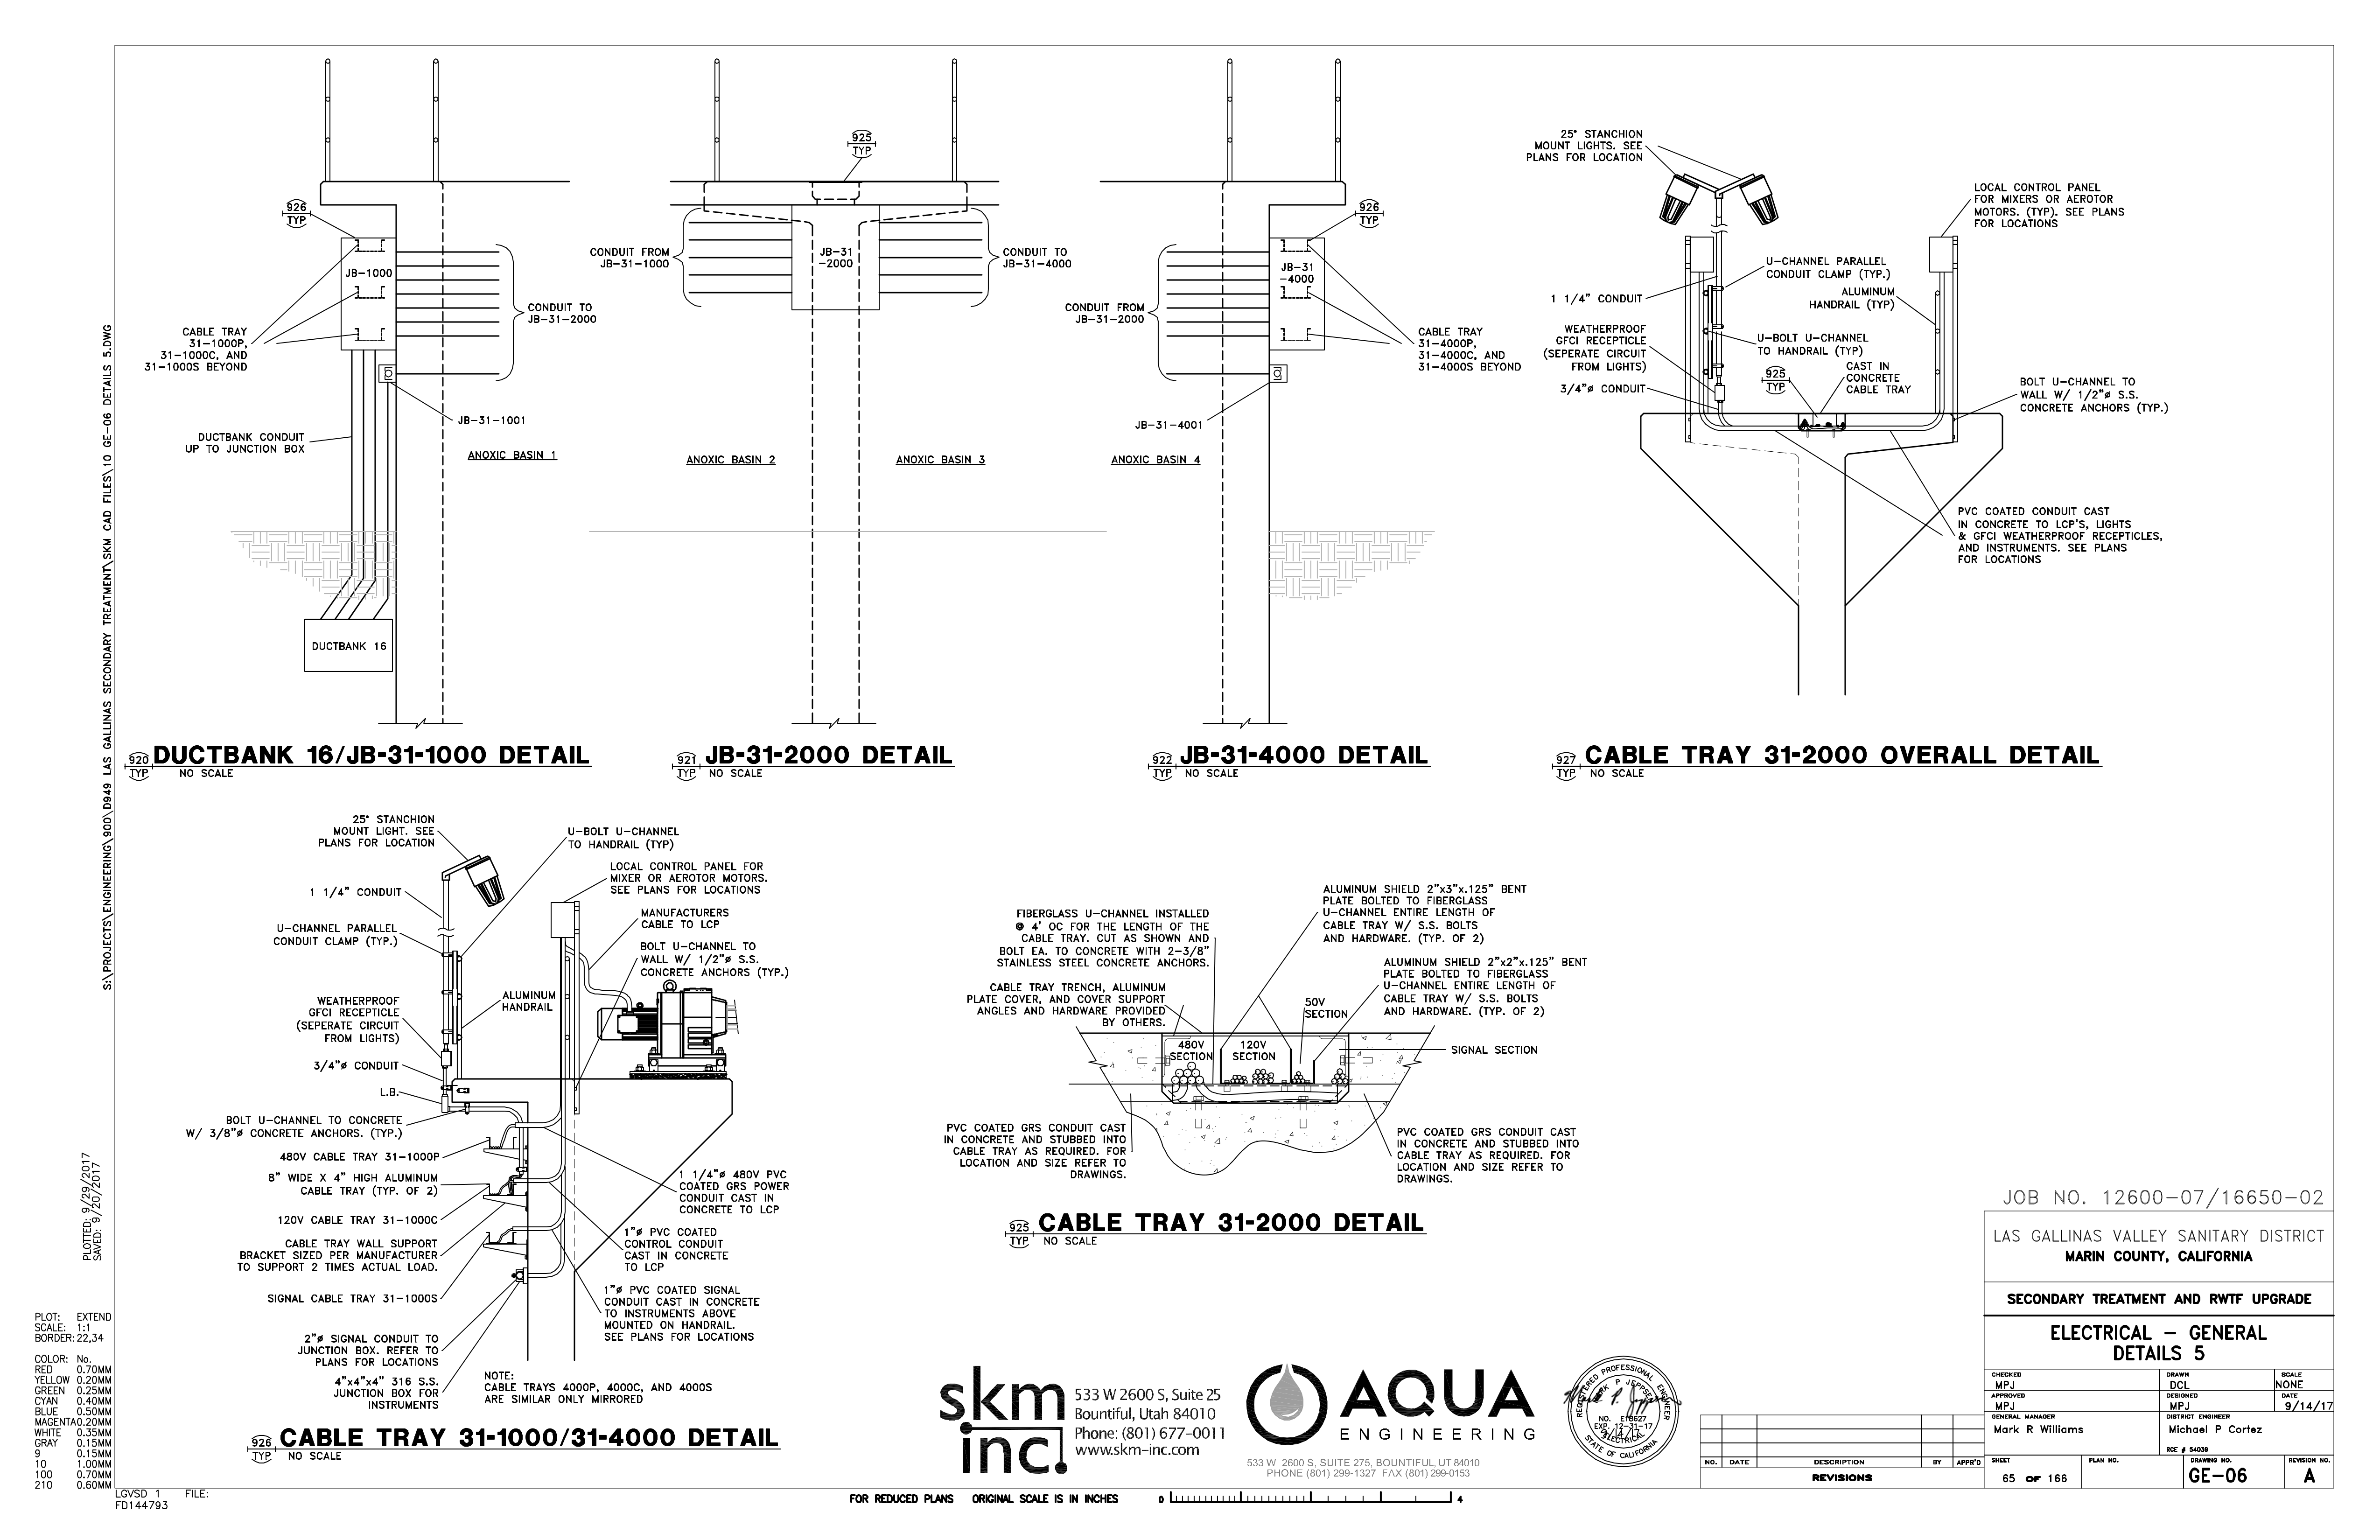 925
TYP
926
TYP
JB-1000
CONDUIT TO
JB-31-2000
CABLE TRAY
31-1000P,
31-1000C, AND
31-1000S BEYOND
JB-31-1001
DUCTBANK CONDUIT
UP TO JUNCTION BOX
ANOXIC BASIN 1
DUCTBANK 16
920
TYP
DUCTBANK 16/JB-31-1000 DETAIL
NO SCALE
CONDUIT FROM
JB-31-1000
JB-31
-2000
CONDUIT TO
JB-31-4000
ANOXIC BASIN 2
ANOXIC BASIN 3
921
TYP
JB-31-2000 DETAIL
NO SCALE
926
TYP
JB-31
-4000
CONDUIT FROM
JB-31-2000
CABLE TRAY
31-4000P,
31-4000C, AND
31-4000S BEYOND
JB-31-4001
ANOXIC BASIN 4
922
TYP
JB-31-4000 DETAIL
NO SCALE
25° STANCHION
MOUNT LIGHTS. SEE
PLANS FOR LOCATION
LOCAL CONTROL PANEL
FOR MIXERS OR AEROTOR
MOTORS. (TYP). SEE PLANS
FOR LOCATIONS
U-CHANNEL PARALLEL
CONDUIT CLAMP (TYP.)
1 1/4" CONDUIT
ALUMINUM
HANDRAIL (TYP)
WEATHERPROOF
GFCI RECEPTICLE
(SEPERATE CIRCUIT
FROM LIGHTS)
U-BOLT U-CHANNEL
TO HANDRAIL (TYP)
3/4"ø CONDUIT
925
TYP
CAST IN
CONCRETE
CABLE TRAY
BOLT U-CHANNEL TO
WALL W/ 1/2"ø S.S.
CONCRETE ANCHORS (TYP.)
PVC COATED CONDUIT CAST
IN CONCRETE TO LCP'S, LIGHTS
& GFCI WEATHERPROOF RECEPTICLES,
AND INSTRUMENTS. SEE PLANS
FOR LOCATIONS
927
TYP
CABLE TRAY 31-2000 OVERALL DETAIL
NO SCALE
25° STANCHION
MOUNT LIGHT. SEE
PLANS FOR LOCATION
U-BOLT U-CHANNEL
TO HANDRAIL (TYP)
1 1/4" CONDUIT
LOCAL CONTROL PANEL FOR
MIXER OR AEROTOR MOTORS.
SEE PLANS FOR LOCATIONS
U-CHANNEL PARALLEL
CONDUIT CLAMP (TYP.)
MANUFACTURERS
CABLE TO LCP
BOLT U-CHANNEL TO
WALL W/ 1/2"ø S.S.
CONCRETE ANCHORS (TYP.)
ALUMINUM
HANDRAIL
WEATHERPROOF
GFCI RECEPTICLE
(SEPERATE CIRCUIT
FROM LIGHTS)
3/4"ø CONDUIT
L.B.
BOLT U-CHANNEL TO CONCRETE
W/ 3/8"ø CONCRETE ANCHORS. (TYP.)
480V CABLE TRAY 31-1000P
8" WIDE X 4" HIGH ALUMINUM
CABLE TRAY (TYP. OF 2)
120V CABLE TRAY 31-1000C
CABLE TRAY WALL SUPPORT
BRACKET SIZED PER MANUFACTURER
TO SUPPORT 2 TIMES ACTUAL LOAD.
SIGNAL CABLE TRAY 31-1000S
2"ø SIGNAL CONDUIT TO
JUNCTION BOX. REFER TO
PLANS FOR LOCATIONS
4"x4"x4" 316 S.S.
JUNCTION BOX FOR
INSTRUMENTS
1 1/4"ø 480V PVC
COATED GRS POWER
CONDUIT CAST IN
CONCRETE TO LCP
1"ø PVC COATED
CONTROL CONDUIT
CAST IN CONCRETE
TO LCP
1"ø PVC COATED SIGNAL
CONDUIT CAST IN CONCRETE
TO INSTRUMENTS ABOVE
MOUNTED ON HANDRAIL.
SEE PLANS FOR LOCATIONS
NOTE:
CABLE TRAYS 4000P, 4000C, AND 4000S
ARE SIMILAR ONLY MIRRORED
926
TYP
CABLE TRAY 31-1000/31-4000 DETAIL
NO SCALE
FIBERGLASS U-CHANNEL INSTALLED
@ 4' OC FOR THE LENGTH OF THE
CABLE TRAY. CUT AS SHOWN AND
BOLT EA. TO CONCRETE WITH 2-3/8"
STAINLESS STEEL CONCRETE ANCHORS.
CABLE TRAY TRENCH, ALUMINUM
PLATE COVER, AND COVER SUPPORT
ANGLES AND HARDWARE PROVIDED
BY OTHERS.
ALUMINUM SHIELD 2"x3"x.125" BENT
PLATE BOLTED TO FIBERGLASS
U-CHANNEL ENTIRE LENGTH OF
CABLE TRAY W/ S.S. BOLTS
AND HARDWARE. (TYP. OF 2)
ALUMINUM SHIELD 2"x2"x.125" BENT
PLATE BOLTED TO FIBERGLASS
U-CHANNEL ENTIRE LENGTH OF
CABLE TRAY W/ S.S. BOLTS
AND HARDWARE. (TYP. OF 2)
50V
SECTION
480V
SECTION
120V
SECTION
SIGNAL SECTION
PVC COATED GRS CONDUIT CAST
IN CONCRETE AND STUBBED INTO
CABLE TRAY AS REQUIRED. FOR
LOCATION AND SIZE REFER TO
DRAWINGS.
PVC COATED GRS CONDUIT CAST
IN CONCRETE AND STUBBED INTO
CABLE TRAY AS REQUIRED. FOR
LOCATION AND SIZE REFER TO
DRAWINGS.
925
TYP
CABLE TRAY 31-2000 DETAIL
NO SCALE
S:\PROJECTS\ENGINEERING\900\D949 LAS GALLINAS SECONDARY TREATMENT\SKM CAD FILES\10 GE-06 DETAILS 5.DWG
PLOTTED: 9/29/2017
SAVED: 9/20/2017
PLOT: EXTEND
SCALE: 1:1
BORDER: 22,34
COLOR: No.
RED 0.70MM
YELLOW 0.20MM
GREEN 0.25MM
CYAN 0.40MM
BLUE 0.50MM
MAGENTA0.20MM
WHITE 0.35MM
GRAY 0.15MM
9 0.15MM
10 1.00MM
100 0.70MM
210 0.60MM
LGVSD 1 FILE:
FD144793
skm
inc.
533 W 2600 S, Suite 25
Bountiful, Utah 84010
Phone: (801) 677-0011
www.skm-inc.com
AQUA
ENGINEERING
533 W 2600 S, SUITE 275, BOUNTIFUL, UT 84010
PHONE (801) 299-1327 FAX (801) 299-0153
REGISTERED PROFESSIONAL ENGINEER
MARK P JEPPSEN
NO. E18627
EXP. 12-31-17
9/14/17
ELECTRICAL
STATE OF CALIFORNIA
FOR REDUCED PLANS ORIGINAL SCALE IS IN INCHES
0 4
JOB NO. 12600-07/16650-02
LAS GALLINAS VALLEY SANITARY DISTRICT
MARIN COUNTY, CALIFORNIA
SECONDARY TREATMENT AND RWTF UPGRADE
ELECTRICAL - GENERAL
DETAILS 5
CHECKED
MPJ
DRAWN
DCL
SCALE
NONE
APPROVED
MPJ
DESIGNED
MPJ
DATE
9/14/17
GENERAL MANAGER
Mark R Williams
DISTRICT ENGINEER
Michael P Cortez
RCE # 54039
SHEET
65 OF 166
PLAN NO.
DRAWING NO.
GE-06
REVISION NO.
A
NO. DATE DESCRIPTION BY APPR'D
REVISIONS